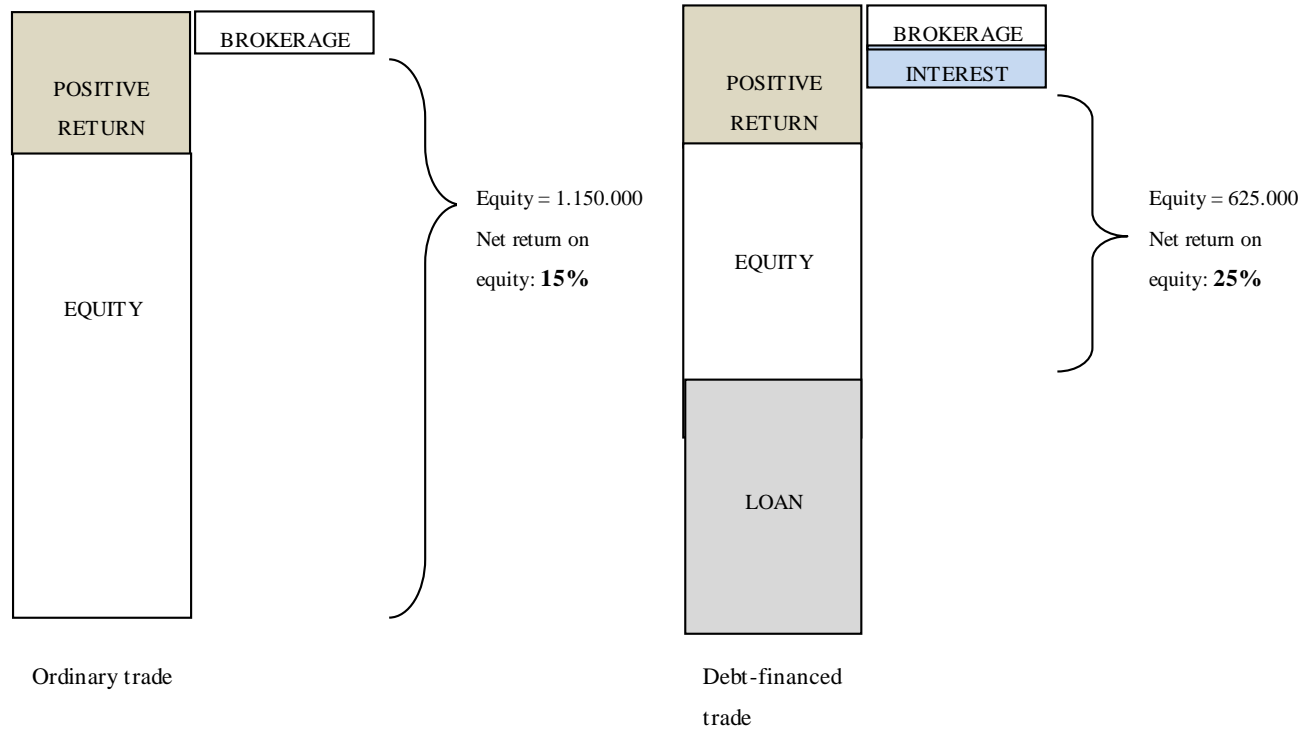 BROKERAGE
POSITIVE
RETURN
EQUITY
Equity = 1.150.000
Net return on
equity: 15%
Ordinary trade
BROKERAGE
INTEREST
POSITIVE
RETURN
EQUITY
LOAN
Equity = 625.000
Net return on
equity: 25%
Debt-financed
trade